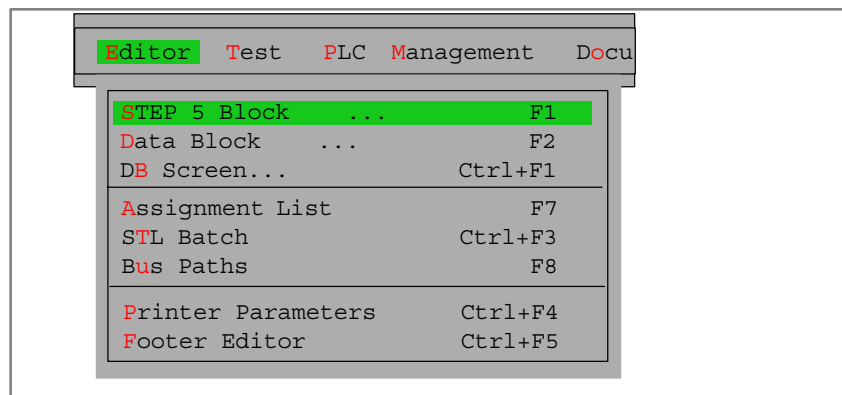 Editor Test PLC Management Docu
STEP 5 Block ... F1
Data Block ... F2
DB Screen... Ctrl+F1
Assignment List F7
STL Batch Ctrl+F3
Bus Paths F8
Printer Parameters Ctrl+F4
Footer Editor Ctrl+F5